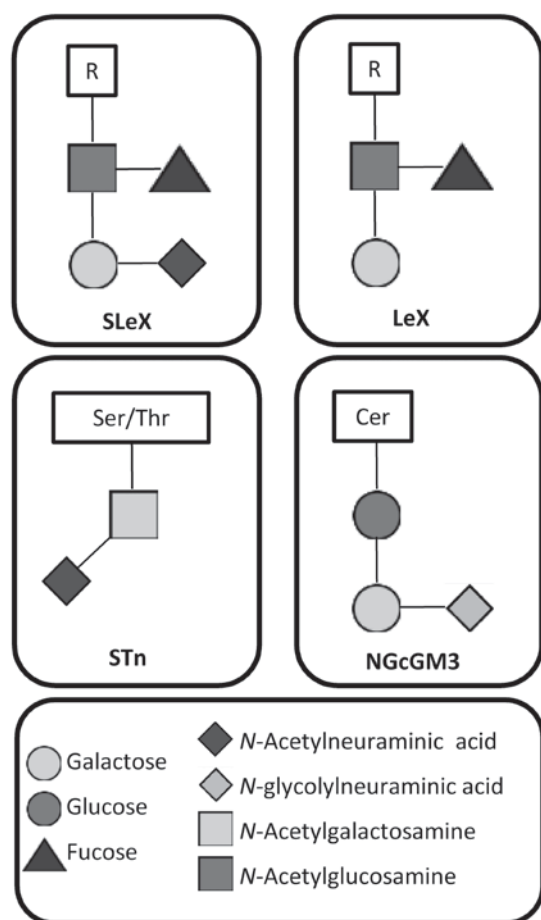 R
R
SLeX
LeX
Ser/Thr
Cer
STn
NGcGM3
Galactose
Glucose
Fucose
N-Acetylneuraminic acid
N-glycolylneuraminic acid
N-Acetylgalactosamine
N-Acetylglucosamine